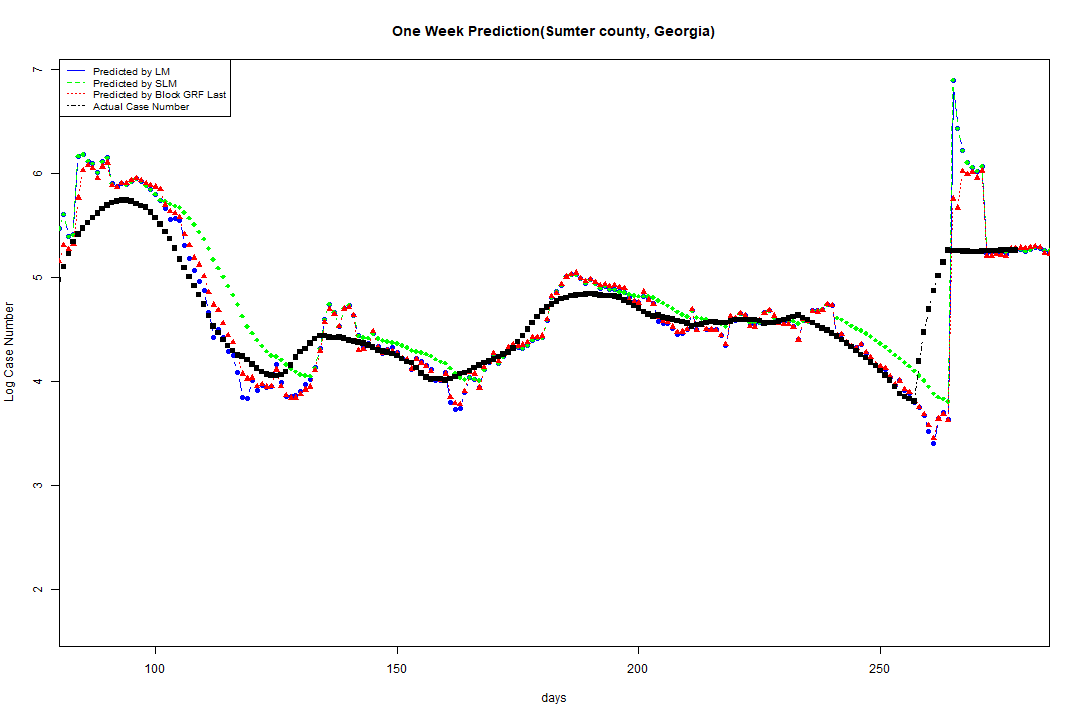 One Week Prediction(Sumter county, Georgia)
Predicted by LM
Predicted by SLM
Predicted by Block GRF Last
Actual Case Number
7
6
5
4
3
2
Log Case Number
100 150 200 250
days